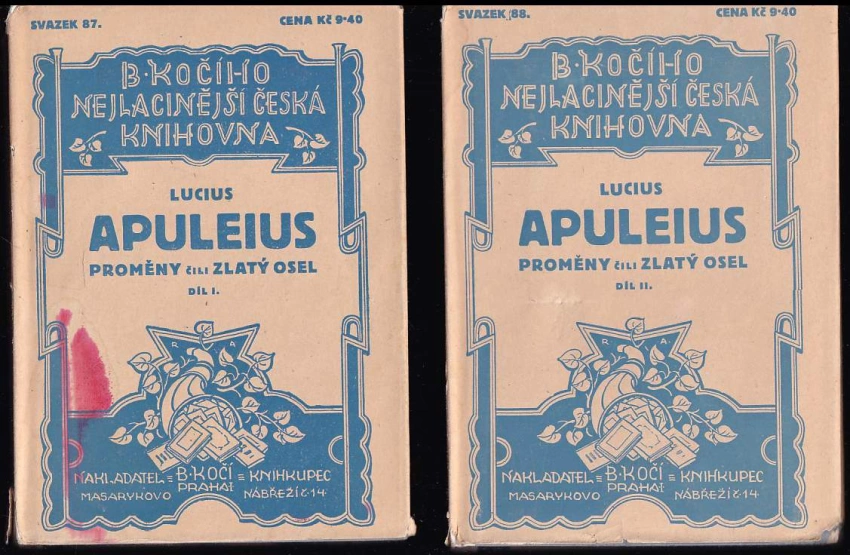 SVAZEK 87.
CENA Kč 9·40
B·KOČÍHO
NEJLACINĚJŠÍ ČESKÁ
KNIHOVNA
LUCIUS
APULEIUS
PROMĚNY ČILI ZLATÝ OSEL
DÍL I.
R A
NAKLADATEL = B·KOČÍ = KNIHKUPEC
MASARYKOVO PRAHA I. NÁBŘEŽÍ Č·14
SVAZEK 88.
CENA Kč 9·40
B·KOČÍHO
NEJLACINĚJŠÍ ČESKÁ
KNIHOVNA
LUCIUS
APULEIUS
PROMĚNY ČILI ZLATÝ OSEL
DÍL II.
R A
NAKLADATEL = B·KOČÍ = KNIHKUPEC
MASARYKOVO PRAHA I. NÁBŘEŽÍ Č·14